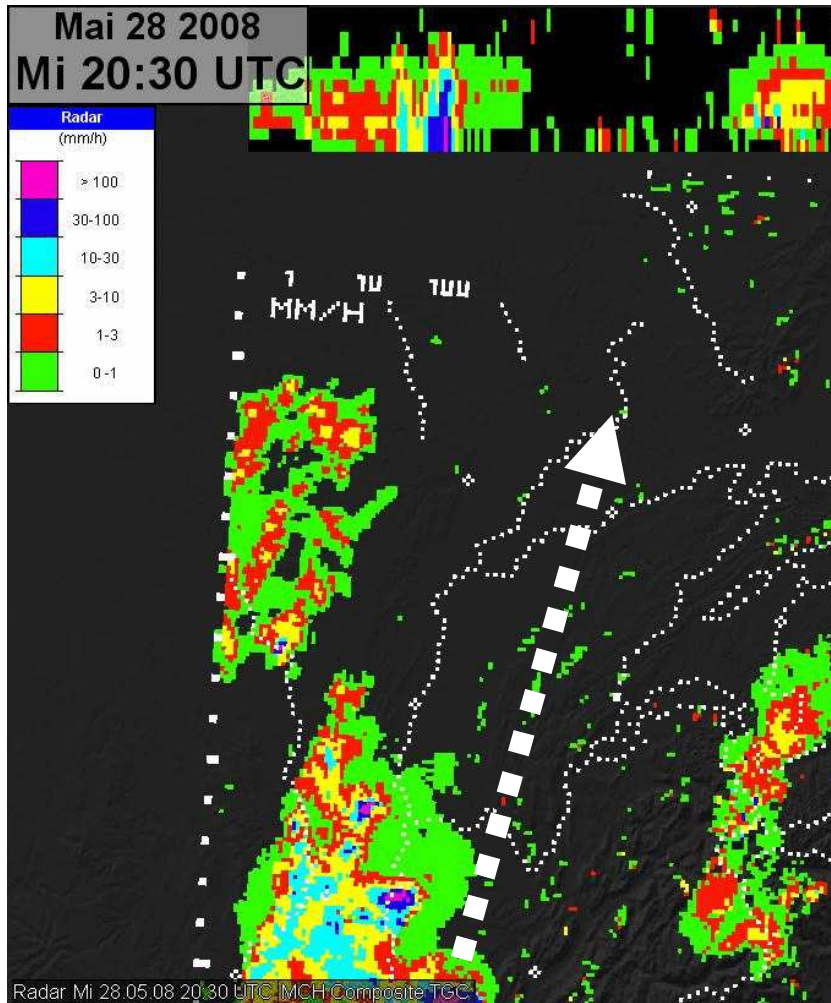 Mai 28 2008
Mi 20:30 UTC
Radar
(mm/h)
> 100
30-100
10-30
3-10
1-3
0-1
1 10 100
MM/H
Radar Mi 28.05.08 20:30 UTC MCH Composite TGC